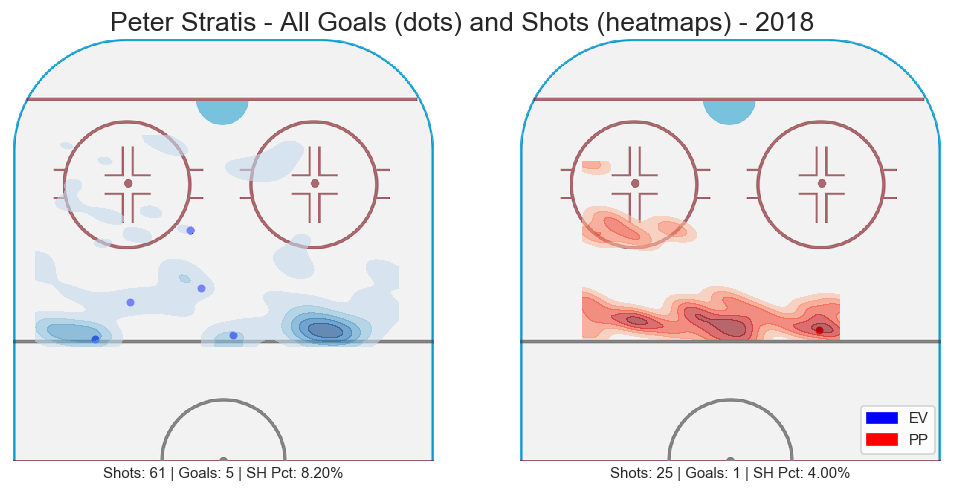 Peter Stratis - All Goals (dots) and Shots (heatmaps) - 2018
EV
PP
Shots: 61 | Goals: 5 | SH Pct: 8.20%
Shots: 25 | Goals: 1 | SH Pct: 4.00%